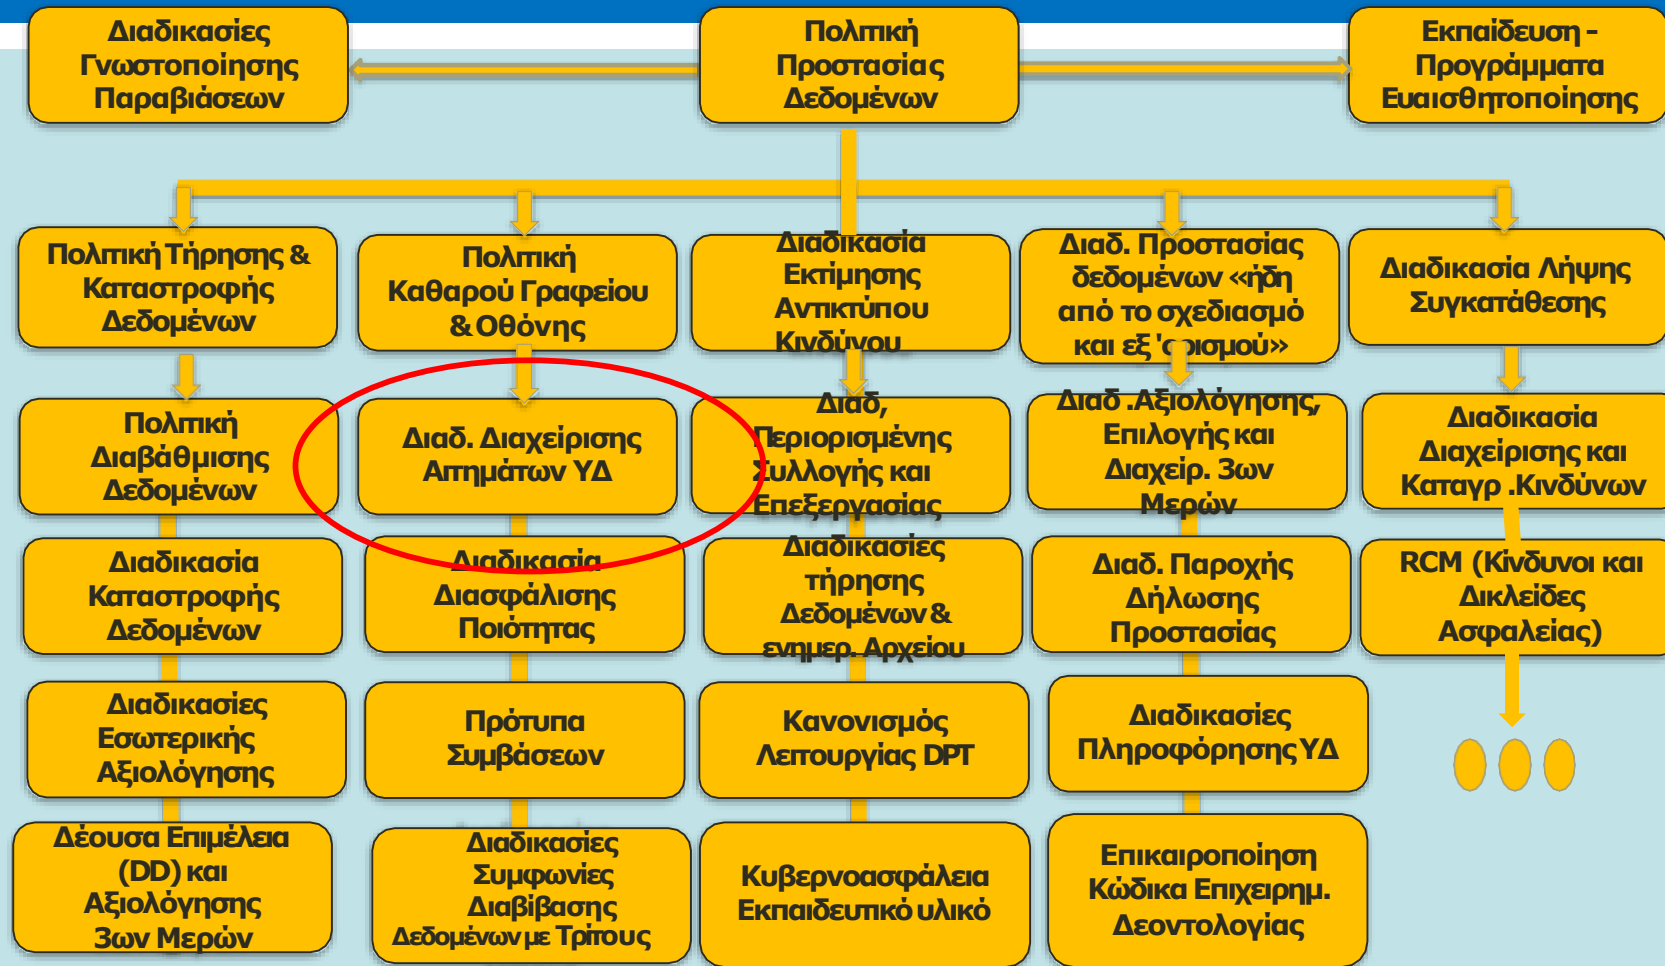 Διαδικασίες
Γνωστοποίησης
Παραβιάσεων
Πολιτική
Προστασίας
Δεδομένων
Εκπαίδευση -
Προγράμματα
Ευαισθητοποίησης
Πολιτική Τήρησης &
Καταστροφής
Δεδομένων
Πολιτική
Καθαρού Γραφείου
& Οθόνης
Διαδικασία
Εκτίμησης
Αντικτύπου
Κινδύνου
Διαδ. Προστασίας
δεδομένων «ήδη
από το σχεδιασμό
και εξ 'ορισμού»
Διαδικασία Λήψης
Συγκατάθεσης
Πολιτική
Διαβάθμισης
Δεδομένων
Διαδ. Διαχείρισης
Αιτημάτων ΥΔ
Διαδ,
Περιορισμένης
Συλλογής και
Επεξεργασίας
Διαδ .Αξιολόγησης,
Επιλογής και
Διαχείρ. 3ων
Μερών
Διαδικασία
Διαχείρισης και
Καταγρ .Κινδύνων
Διαδικασία
Καταστροφής
Δεδομένων
Διαδικασία
Διασφάλισης
Ποιότητας
Διαδικασίες
τήρησης
Δεδομένων &
ενημερ. Αρχείου
Διαδ. Παροχής
Δήλωσης
Προστασίας
RCM (Κίνδυνοι και
Δικλείδες
Ασφαλείας)
Διαδικασίες
Εσωτερικής
Αξιολόγησης
Πρότυπα
Συμβάσεων
Κανονισμός
Λειτουργίας DPT
Διαδικασίες
Πληροφόρησης ΥΔ
Δέουσα Επιμέλεια
(DD) και
Αξιολόγησης
3ων Μερών
Διαδικασίες
Συμφωνίες
Διαβίβασης
Δεδομένων με Τρίτους
Κυβερνοασφάλεια
Εκπαιδευτικό υλικό
Επικαιροποίηση
Κώδικα Επιχειρημ.
Δεοντολογίας